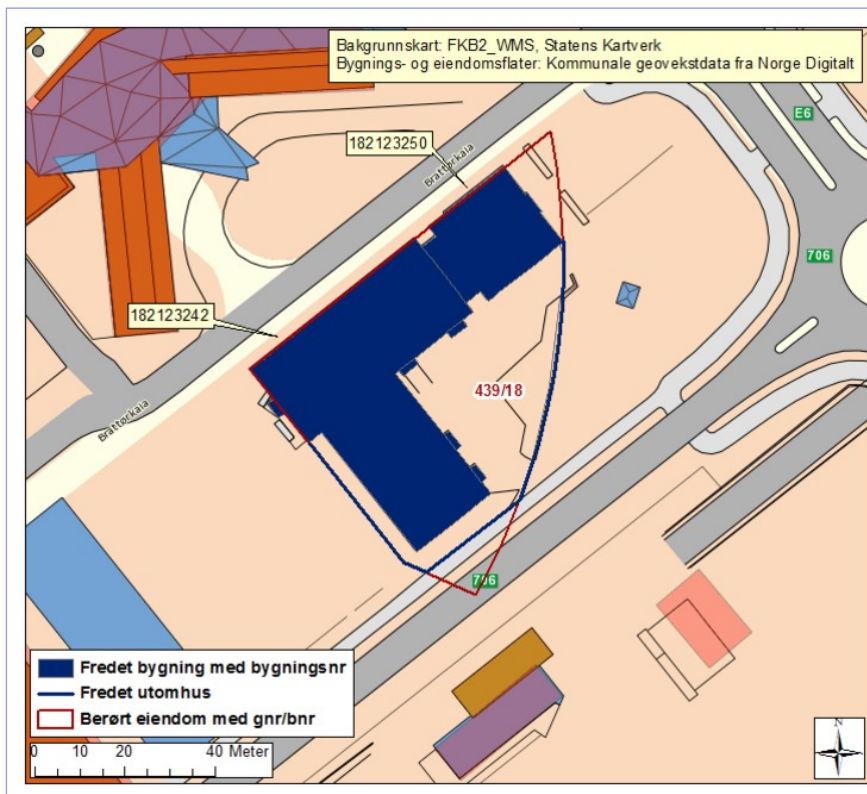 Bakgrunnskart: FKB2_WMS, Statens Kartverk
Bygnings- og eiendomsflater: Kommunale geovekstdata fra Norge Digitalt
E6
182123250
Brattørkaia
706
182123242
439/18
Brattørkaia
706
Fredet bygning med bygningsnr
Fredet utomhus
Berørt eiendom med gnr/bnr
0 10 20 40 Meter
N